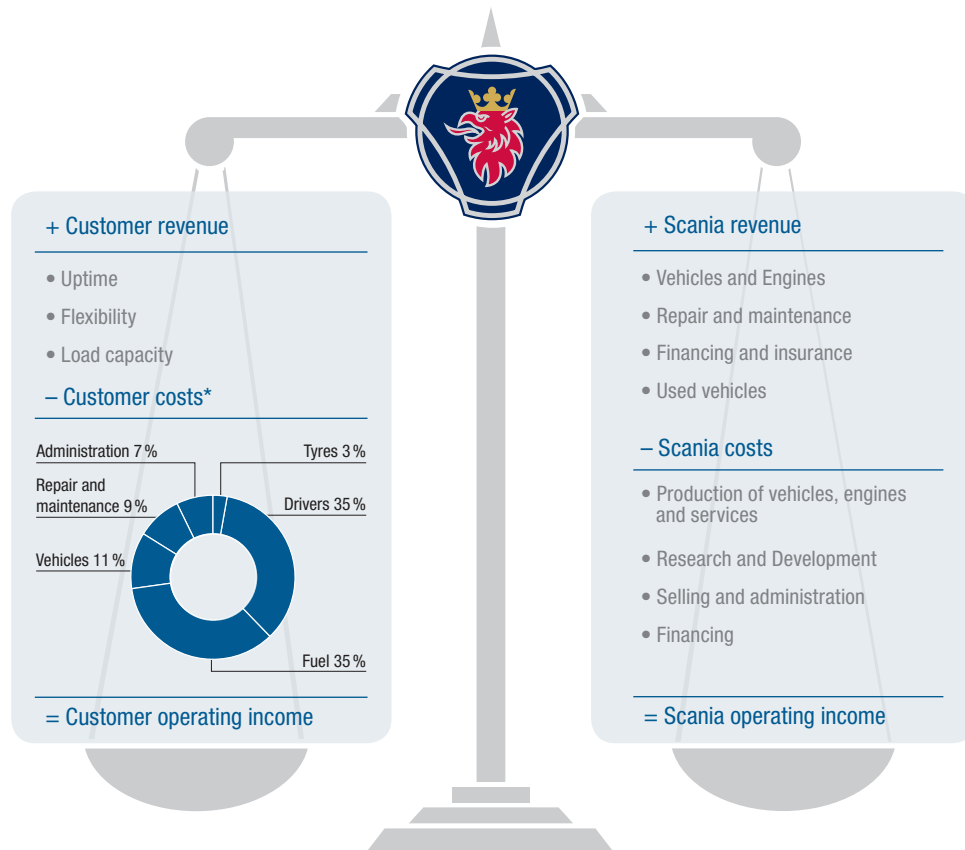 + Customer revenue
• Uptime
• Flexibility
• Load capacity
– Customer costs*
Administration 7 %
Tyres 3 %
Repair and
maintenance 9 %
Drivers 35 %
Vehicles 11 %
Fuel 35 %
= Customer operating income
+ Scania revenue
• Vehicles and Engines
• Repair and maintenance
• Financing and insurance
• Used vehicles
– Scania costs
• Production of vehicles, engines
and services
• Research and Development
• Selling and administration
• Financing
= Scania operating income